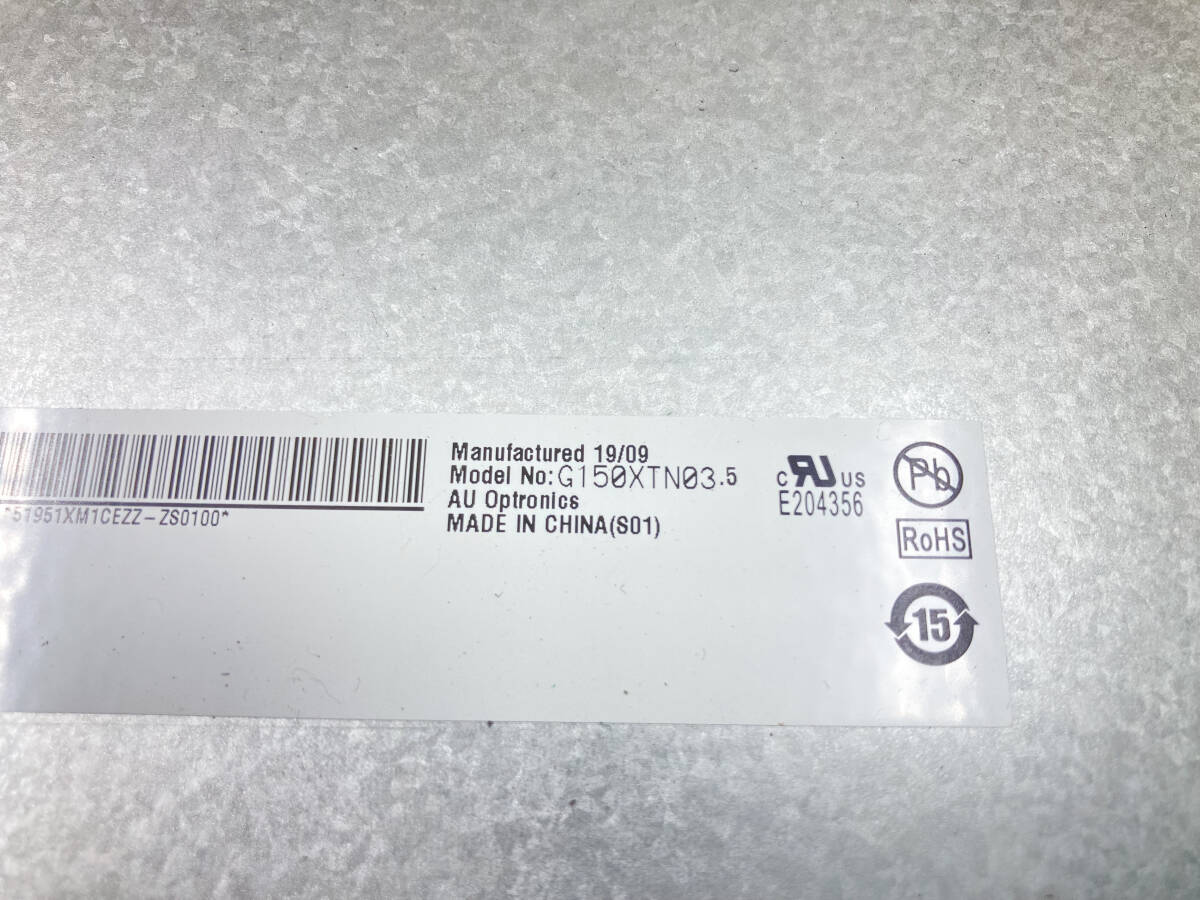 Manufactured 19/09
Model No:G150XTN03.5
AU Optronics
MADE IN CHINA(S01)
*51951XM1CEZZ-ZS0100*
c RU US
E204356
Pb
RoHS
15